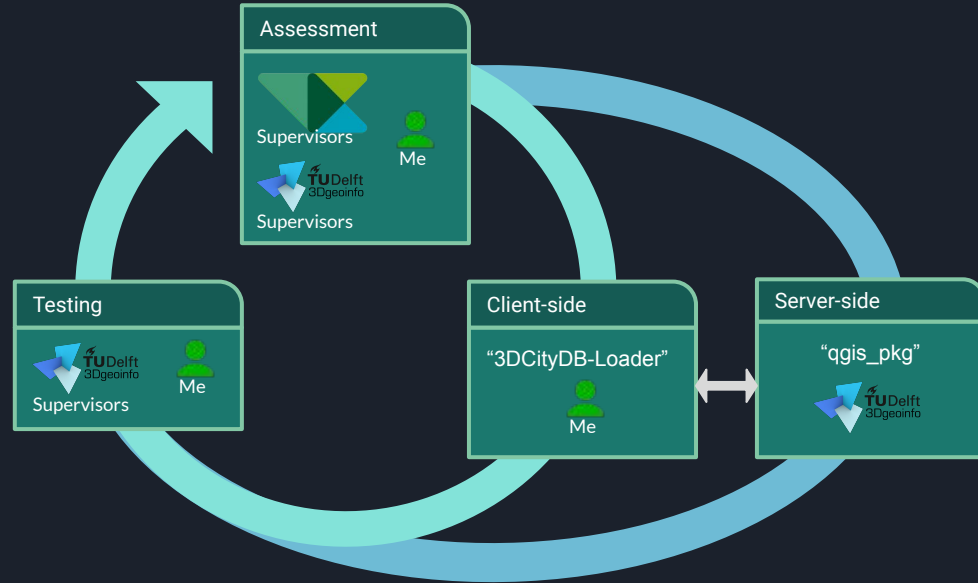 Assessment
Supervisors
Me
TUDelft
3Dgeoinfo
Supervisors
Testing
TUDelft
3Dgeoinfo
Me
Supervisors
Client-side
“3DCityDB-Loader”
Me
Server-side
“qgis_pkg”
TUDelft
3Dgeoinfo